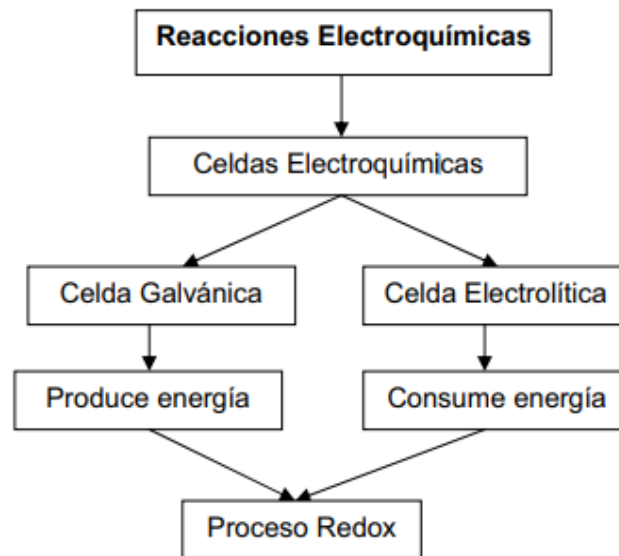 Reacciones Electroquímicas
Celdas Electroquímicas
Celda Galvánica
Celda Electrolítica
Produce energía
Consume energía
Proceso Redox